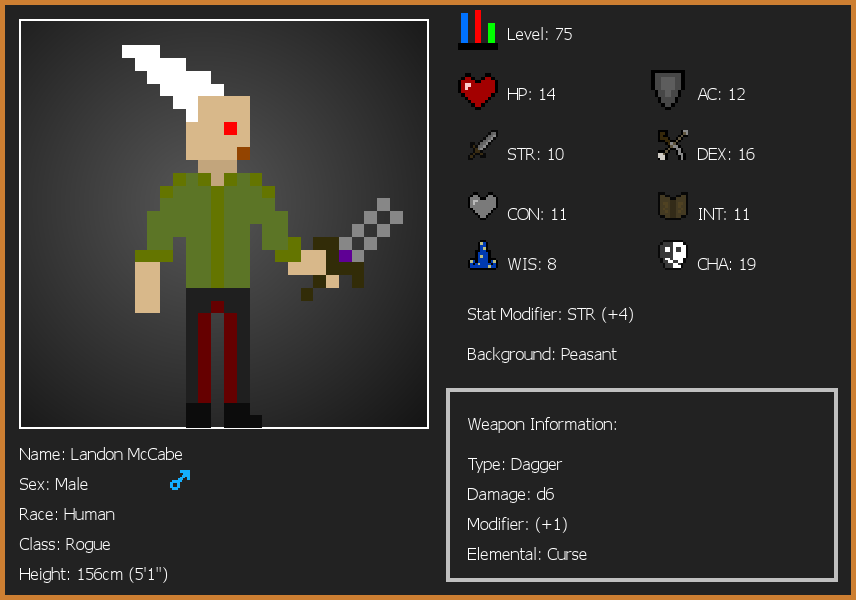 Level: 75
HP: 14
AC: 12
STR: 10
DEX: 16
CON: 11
INT: 11
WIS: 8
CHA: 19
Stat Modifier: STR (+4)
Background: Peasant
Weapon Information:
Type: Dagger
Damage: d6
Modifier: (+1)
Elemental: Curse
Name: Landon McCabe
Sex: Male
Race: Human
Class: Rogue
Height: 156cm (5'1")